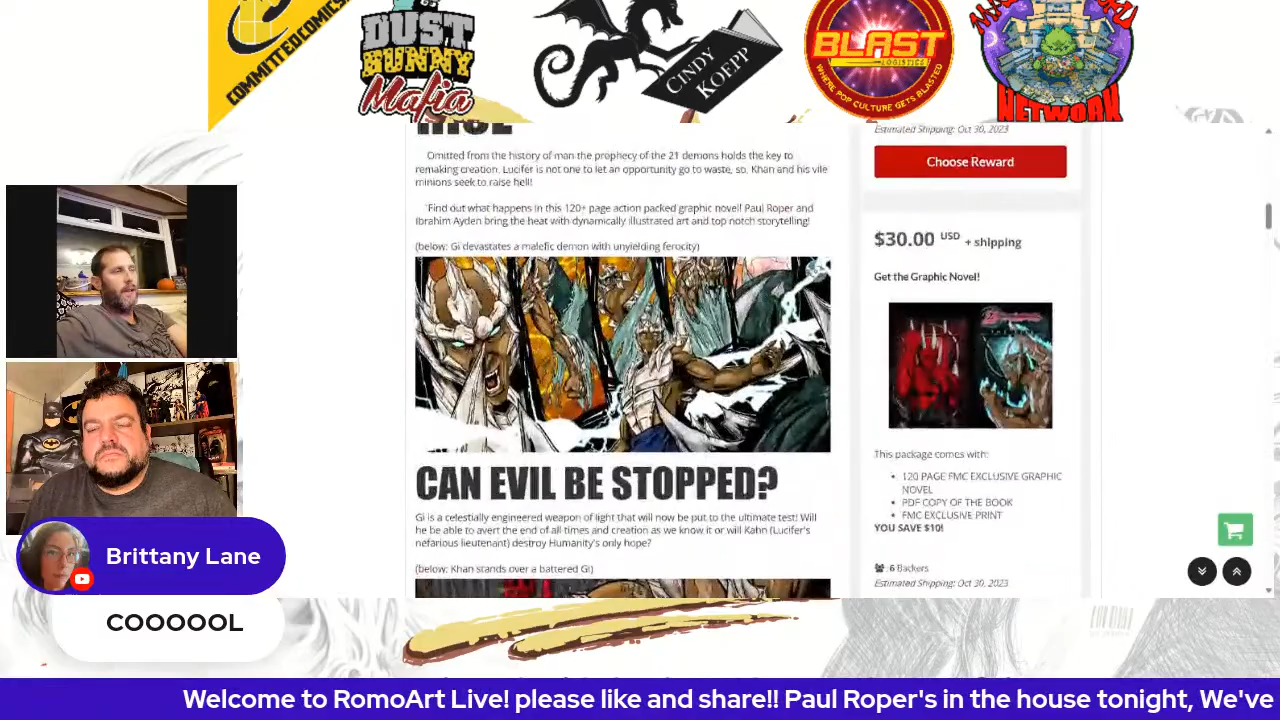 COMMITTEDCOMICS
DUST
BUNNY
Mafia
CINDY
KOEPP
BLAST
LOGISTICS
WHERE POP CULTURE GETS BLASTED
NETWORK
Omitted from the history of man the prophecy of the 21 demons holds the key to
remaking creation. Lucifer is not one to let an opportunity go to waste, so, Khan and his vile
minions seek to raise hell!
Find out what happens in this 120+ page action packed graphic novel! Paul Roper and
Ibrahim Ayden bring the heat with dynamically illustrated art and top notch storytelling!
(below: Gi devastates a malefic demon with unyielding ferocity)
CAN EVIL BE STOPPED?
Gi is a celestially engineered weapon of light that will now be put to the ultimate test! Will
he be able to avert the end of all times and creation as we know it or will Kahn (Lucifer's
nefarious lieutenant) destroy Humanity's only hope?
(below: Khan stands over a battered Gi)
Estimated Shipping: Oct 30, 2023
Choose Reward
$30.00 USD + shipping
Get the Graphic Novel!
This package comes with:
120 PAGE FMC EXCLUSIVE GRAPHIC
NOVEL
PDF COPY OF THE BOOK
FMC EXCLUSIVE PRINT
YOU SAVE $10!
6 Backers
Estimated Shipping: Oct 30, 2023
Brittany Lane
COOOOOL
Welcome to RomoArt Live! please like and share!! Paul Roper's in the house tonight, We've